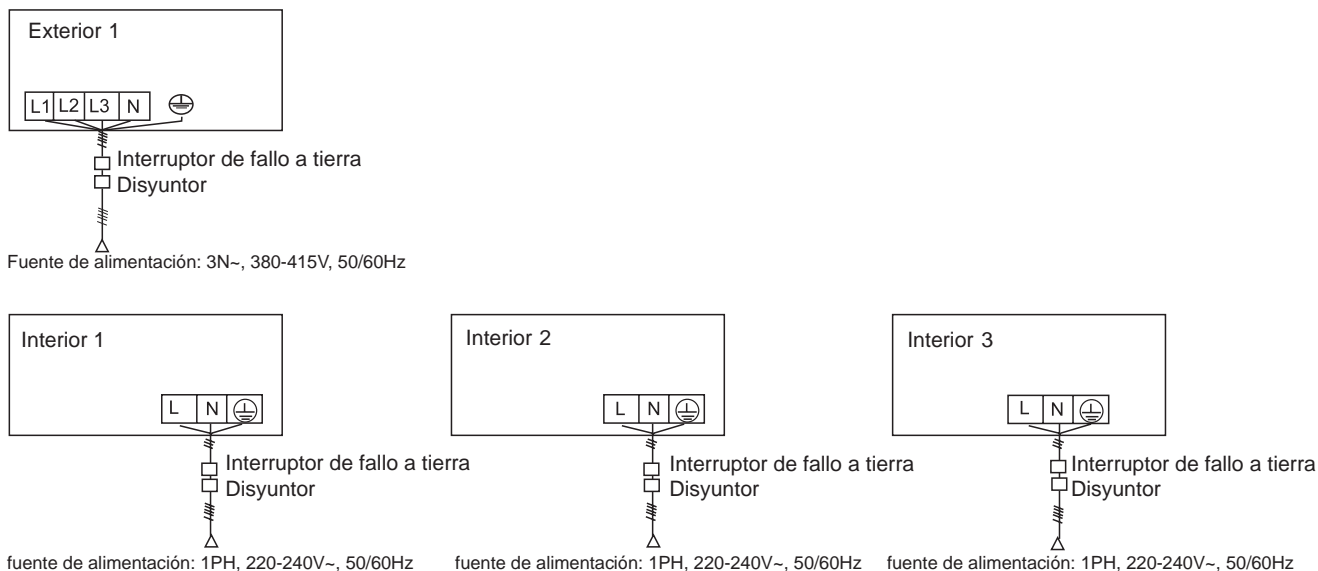 Exterior 1
L1 L2 L3 N
Interruptor de fallo a tierra
Disyuntor
Fuente de alimentación: 3N~, 380-415V, 50/60Hz
Interior 1
L N
Interruptor de fallo a tierra
Disyuntor
fuente de alimentación: 1PH, 220-240V~, 50/60Hz
Interior 2
L N
Interruptor de fallo a tierra
Disyuntor
fuente de alimentación: 1PH, 220-240V~, 50/60Hz
Interior 3
L N
Interruptor de fallo a tierra
Disyuntor
fuente de alimentación: 1PH, 220-240V~, 50/60Hz